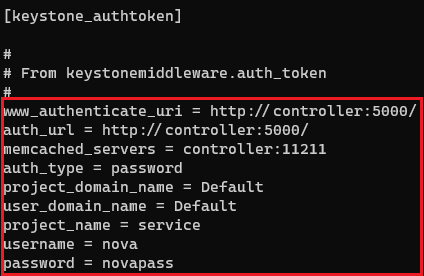 [keystone_authtoken]
#
# From keystonemiddleware.auth_token
#
www_authenticate_uri = http://controller:5000/
auth_url = http://controller:5000/
memcached_servers = controller:11211
auth_type = password
project_domain_name = Default
user_domain_name = Default
project_name = service
username = nova
password = novapass